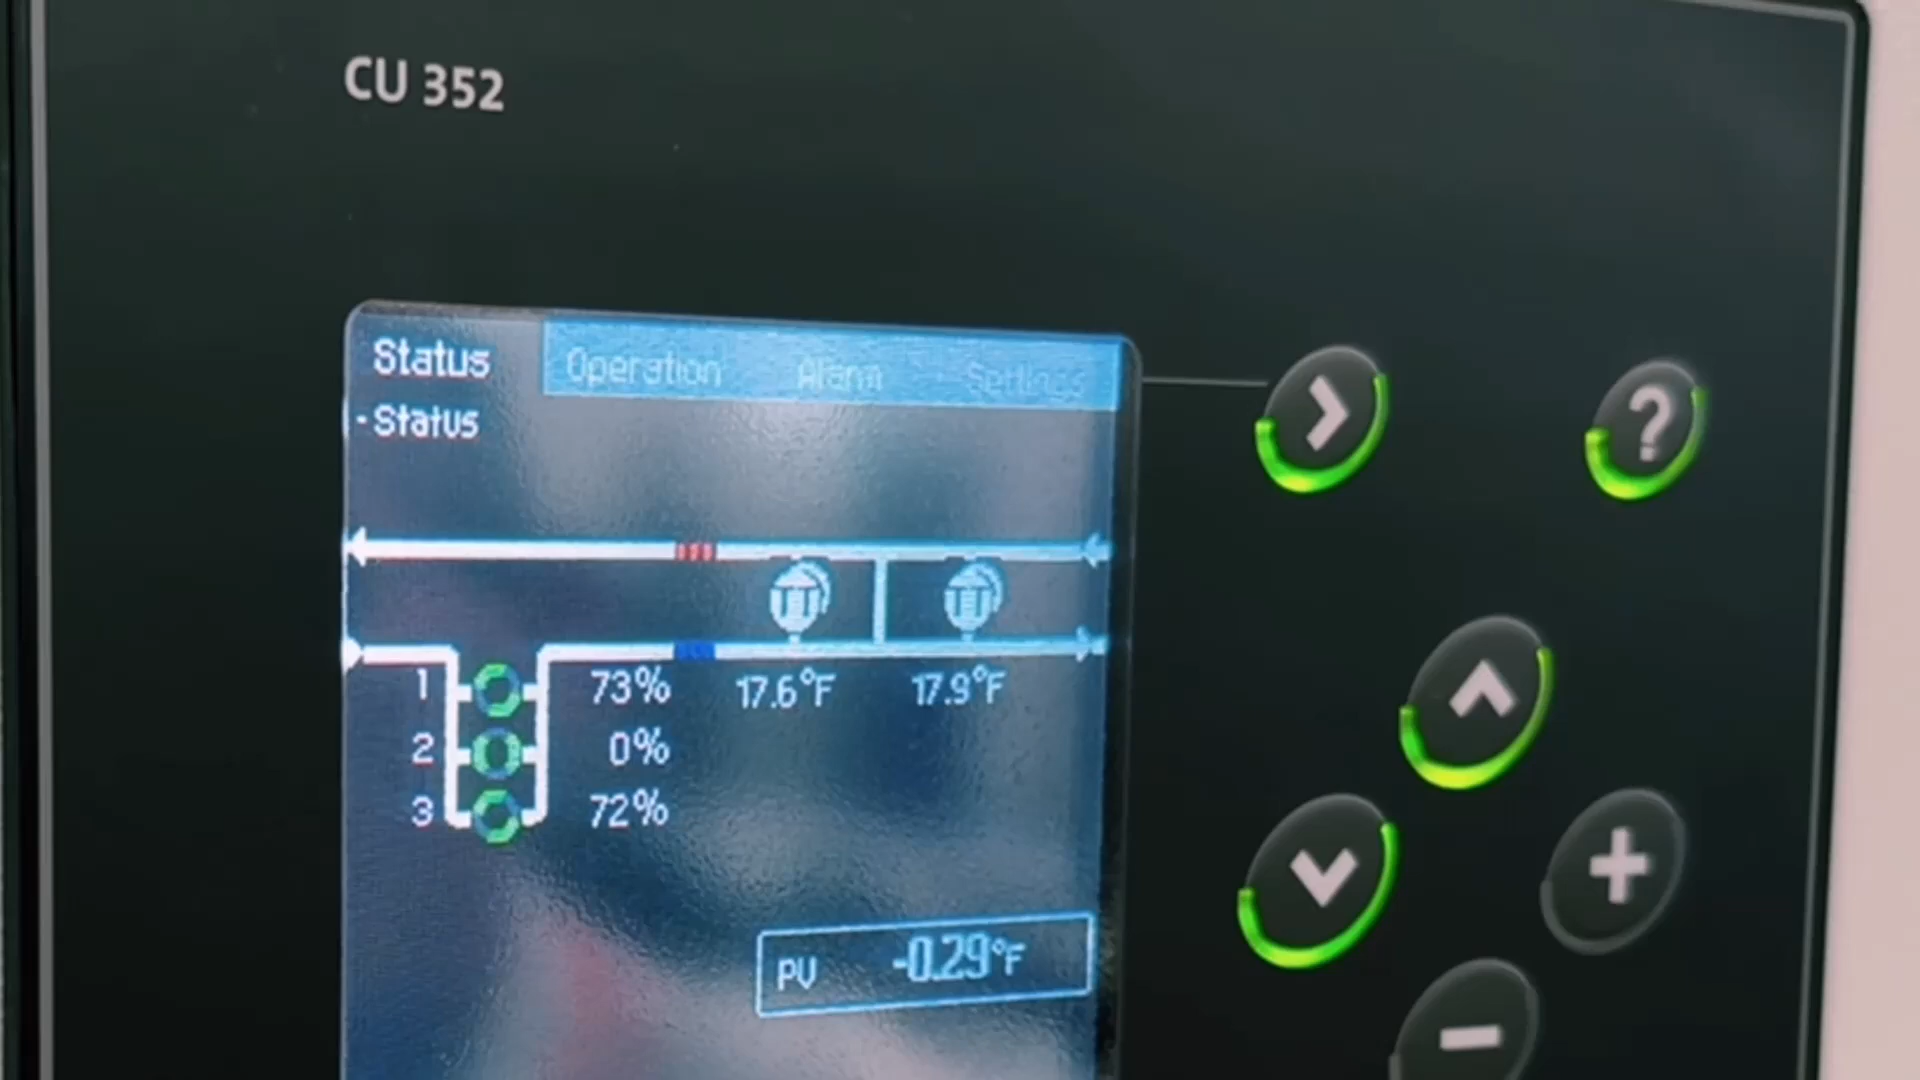 CU 352
Status Operation Alarm Settings
-Status
1 73% 17.6°F 17.9°F
2 0%
3 72%
PV -0.29°F
?